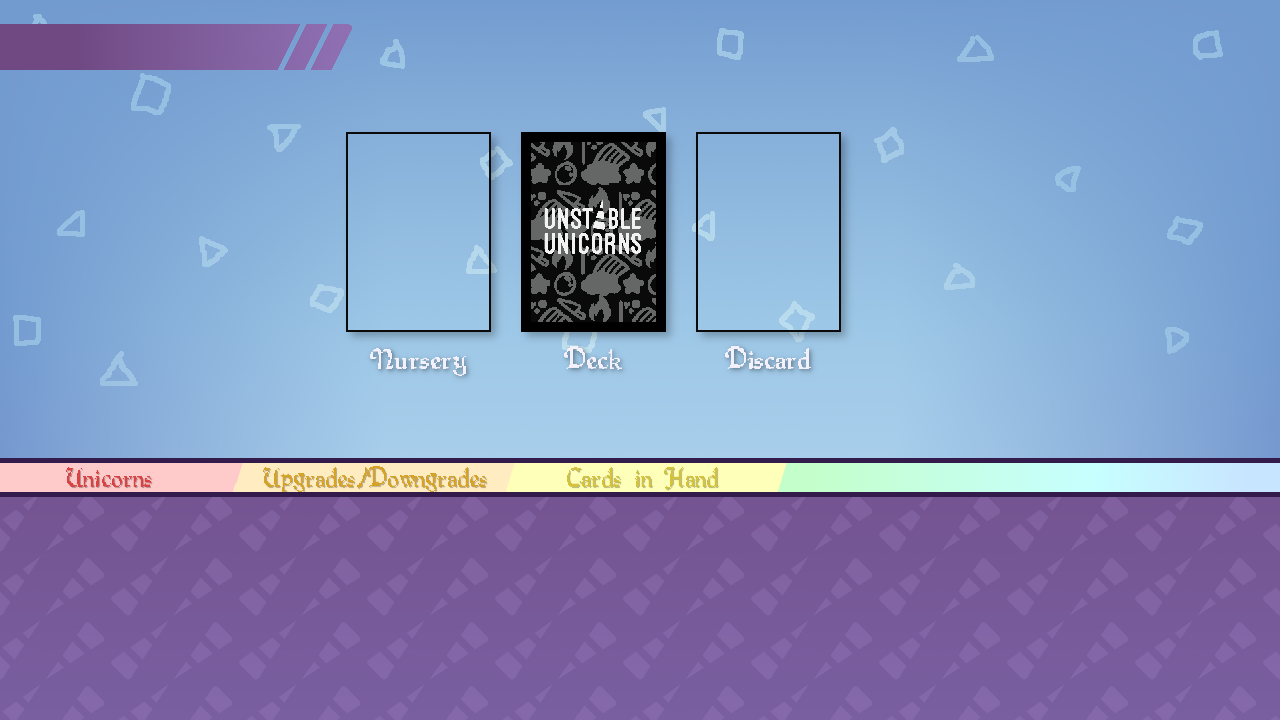 UNSTABLE
UNICORNS
Nursery
Deck
Discard
Unicorns
Upgrades/Downgrades
Cards in Hand